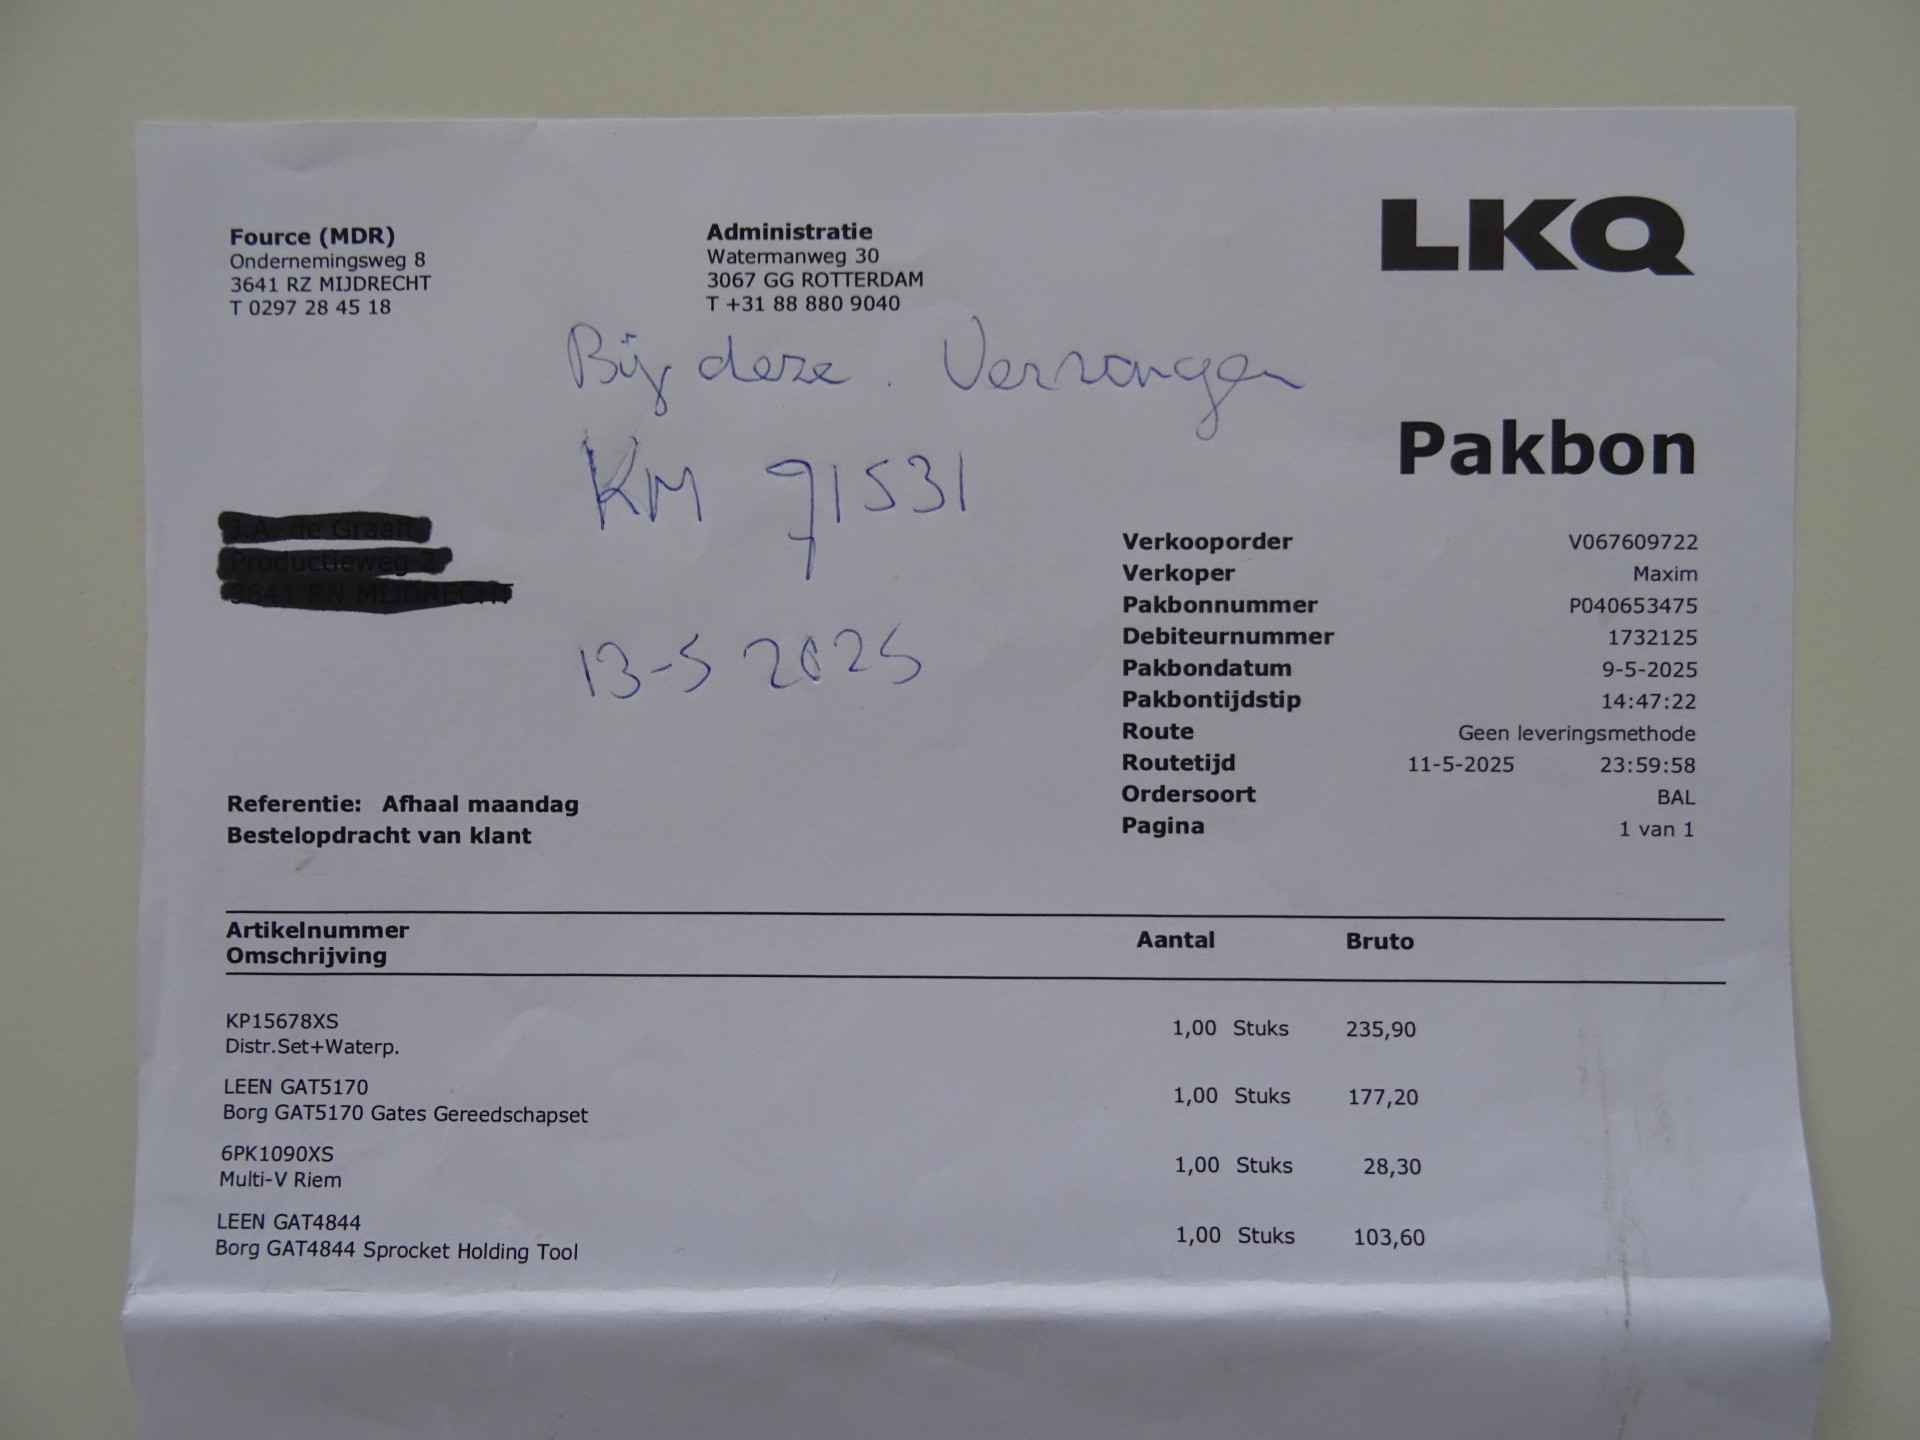 LKQ
Fource (MDR)
Ondernemingsweg 8
3641 RZ MIJDRECHT
T 0297 28 45 18
Administratie
Watermanweg 30
3067 GG ROTTERDAM
T +31 88 880 9040
Bij deze. Versrongen
KM 71531
13-5 2025
Pakbon
Verkooporder V067609722
Verkoper Maxim
Pakbonnummer P040653475
Debiteurnummer 1732125
Pakbondatum 9-5-2025
Pakbontijdstip 14:47:22
Route Geen leveringsmethode
Routetijd 11-5-2025 23:59:58
Ordersoort BAL
Pagina 1 van 1
Referentie: Afhaal maandag
Bestelopdracht van klant
Artikelnummer
Omschrijving Aantal Bruto
KP15678XS
Distr.Set+Waterp. 1,00 Stuks 235,90
LEEN GAT5170
Borg GAT5170 Gates Gereedschapset 1,00 Stuks 177,20
6PK1090XS
Multi-V Riem 1,00 Stuks 28,30
LEEN GAT4844
Borg GAT4844 Sprocket Holding Tool 1,00 Stuks 103,60